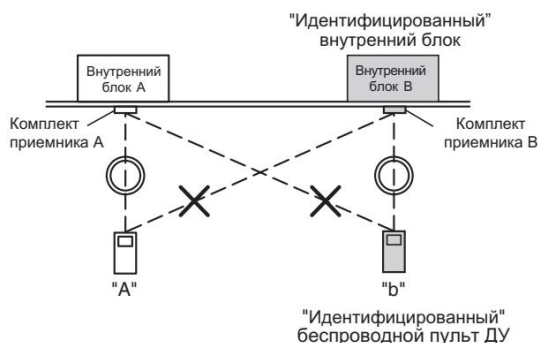 "Идентифицированный"
внутренний блок
Внутренний
блок A
Внутренний
блок B
Комплект
приемника A
Комплект
приемника B
"A"
"b"
"Идентифицированный"
беспроводной пульт ДУ